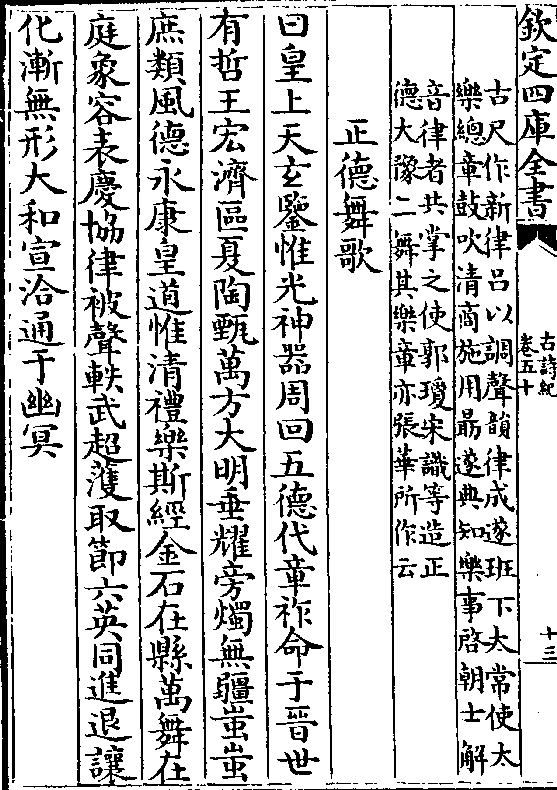 欽定四庫全書
古詩紀
卷五十
十三
古尺作新律呂以調聲韻律成遂班下太常使太
樂總章鼓吹清商施用勗遂典知樂事啓朝士解
音律者共掌之使郭瓊宋識等造正
德大豫二舞其樂章亦張華所作云
正德舞歌
曰皇上天玄鑒惟光神器周回五德代章祚命于晉世
有哲王宏濟區夏陶甄萬方大明垂耀旁燭無疆蚩蚩
庶類風德永康皇道惟清禮樂斯經金石在縣萬舞在
庭象容表慶協律被聲軼武超濩取節六英同進退讓
化漸無形大和宣洽通于幽冥